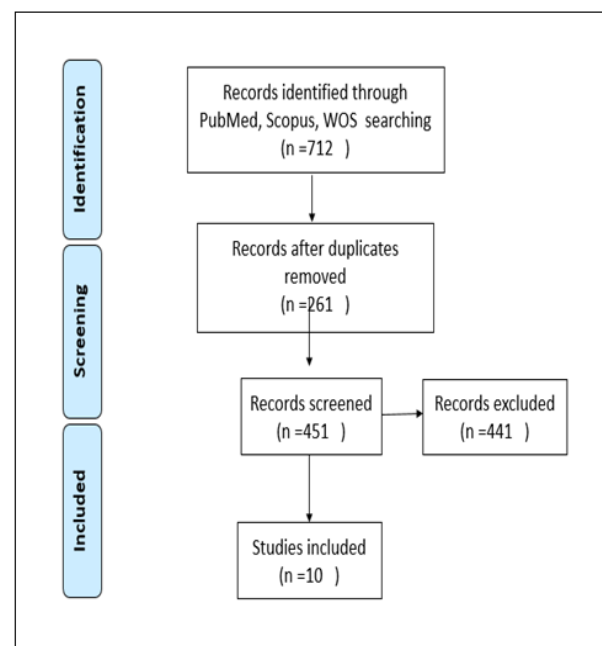 Identification
Records identified through
PubMed, Scopus, WOS searching
(n =712 )
Records after duplicates
removed
(n =261 )
Screening
Records screened
(n =451 )
Records excluded
(n =441 )
Included
Studies included
(n =10 )